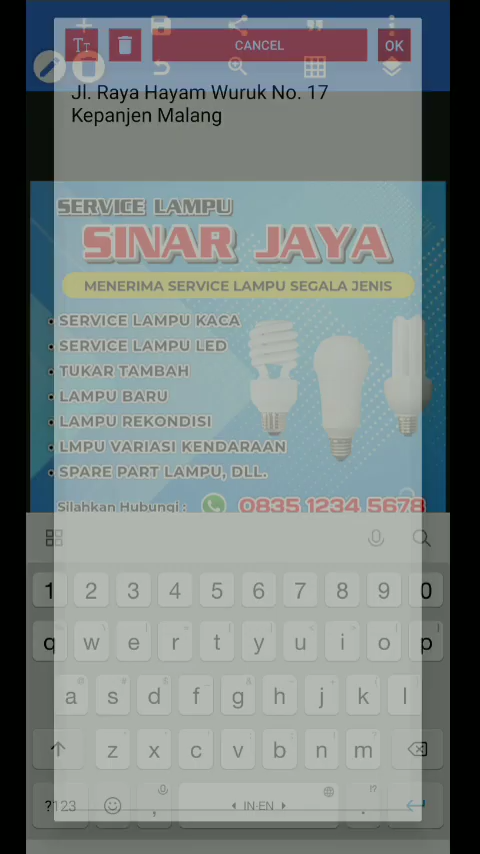 Tт
CANCEL
OK
Jl. Raya Hayam Wuruk No. 17
Kepanjen Malang
SERVICE LAMPU
SINAR JAYA
MENERIMA SERVICE LAMPU SEGALA JENIS
• SERVICE LAMPU KACA
• SERVICE LAMPU LED
• TUKAR TAMBAH
• LAMPU BARU
• LAMPU REKONDISI
• LMPU VARIASI KENDARAAN
• SPARE PART LAMPU, DLL.
Silahkan Hubungi : 0835 1234 5678
1 2 3 4 5 6 7 8 9 0
q w e r t y u i o p
a s d f g h j k l
z x c v b n m
?123 , IN·EN .